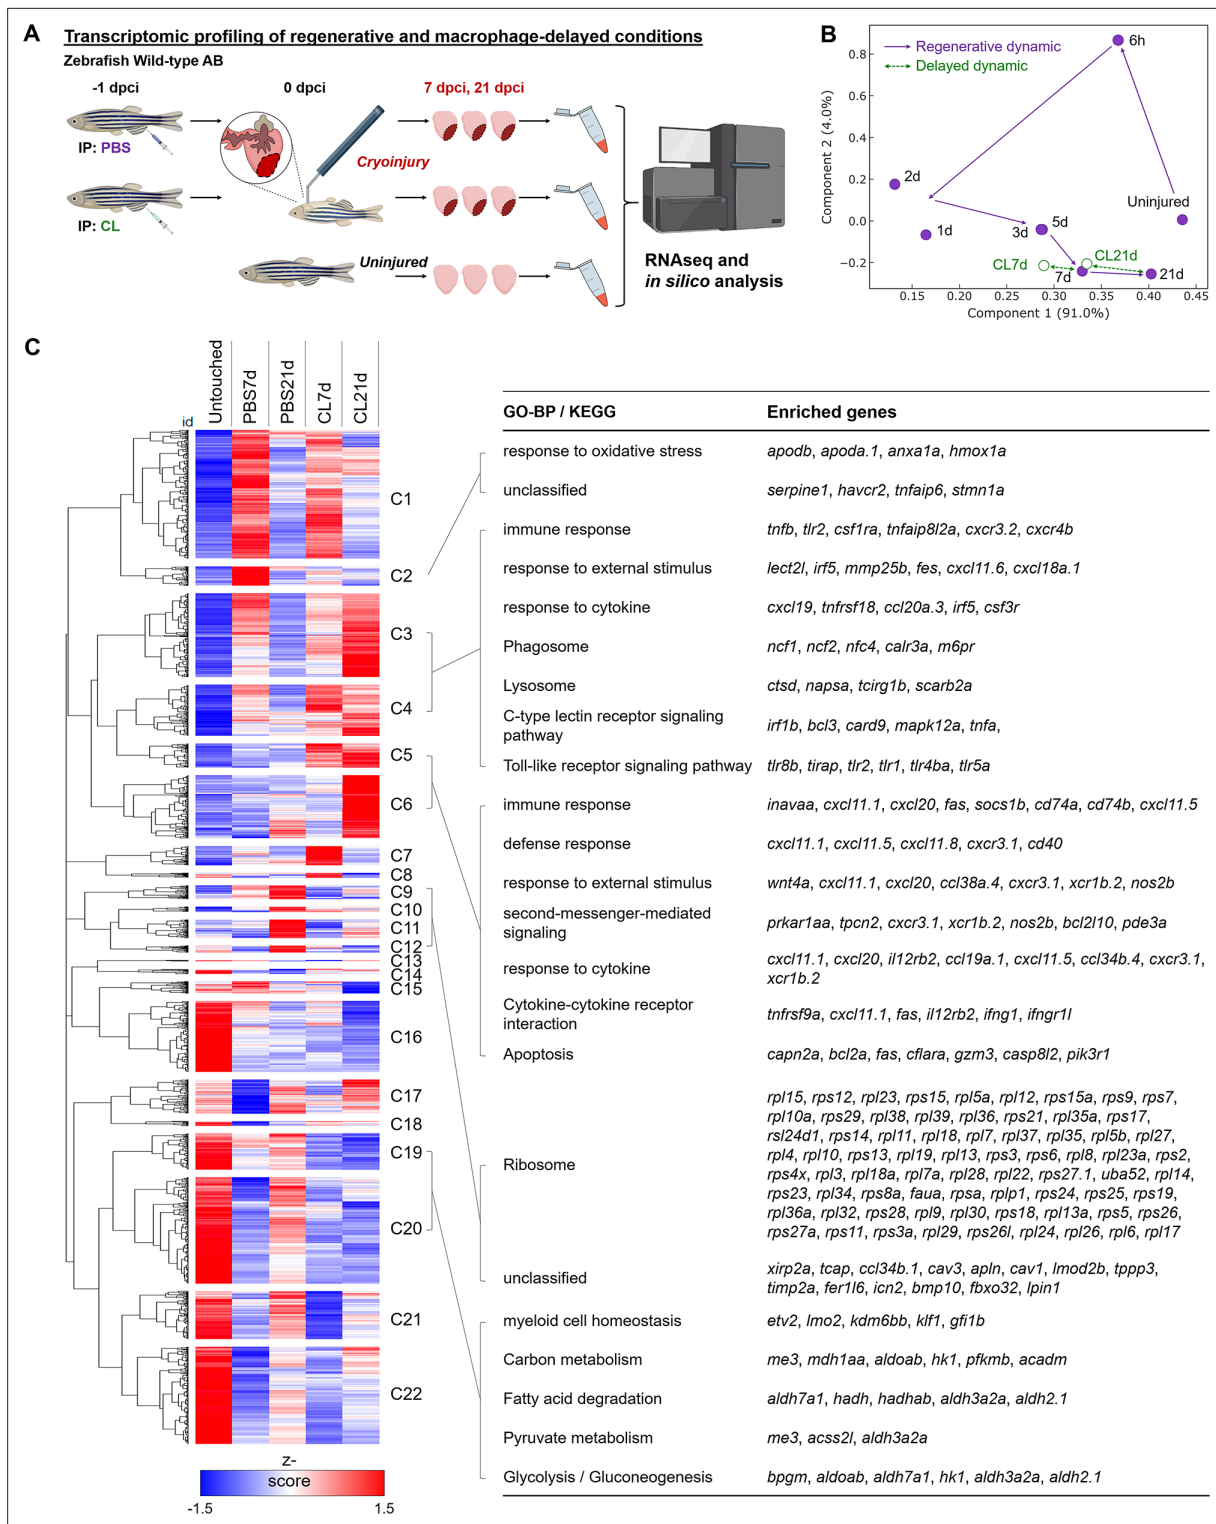 A
Transcriptomic profiling of regenerative and macrophage-delayed conditions
Zebrafish Wild-type AB
-1 dpci
0 dpci
7 dpci, 21 dpci
IP: PBS
Cryoinjury
IP: CL
Uninjured
RNAseq and
in silico analysis
B
Regenerative dynamic
Delayed dynamic
6h
2d
1d
3d
5d
Uninjured
CL7d
CL21d
7d
21d
0.8
0.6
0.4
0.2
0.0
−0.2
Component 2 (4.0%)
0.15 0.20 0.25 0.30 0.35 0.40 0.45
Component 1 (91.0%)
C
id
Untouched
PBS7d
PBS21d
CL7d
CL21d
C1
C2
C3
C4
C5
C6
C7
C8
C9
C10
C11
C12
C13
C14
C15
C16
C17
C18
C19
C20
C21
C22
z-
score
-1.5 1.5
GO-BP / KEGG Enriched genes
response to oxidative stress apodb, apoda.1, anxa1a, hmox1a
unclassified serpine1, havcr2, tnfaip6, stmn1a
immune response tnfb, tlr2, csf1ra, tnfaip8l2a, cxcr3.2, cxcr4b
response to external stimulus lect2l, irf5, mmp25b, fes, cxcl11.6, cxcl18a.1
response to cytokine cxcl19, tnfrsf18, ccl20a.3, irf5, csf3r
Phagosome ncf1, ncf2, nfc4, calr3a, m6pr
Lysosome ctsd, napsa, tcirg1b, scarb2a
C-type lectin receptor signaling
pathway irf1b, bcl3, card9, mapk12a, tnfa,
Toll-like receptor signaling pathway tlr8b, tirap, tlr2, tlr1, tlr4ba, tlr5a
immune response inavaa, cxcl11.1, cxcl20, fas, socs1b, cd74a, cd74b, cxcl11.5
defense response cxcl11.1, cxcl11.5, cxcl11.8, cxcr3.1, cd40
response to external stimulus wnt4a, cxcl11.1, cxcl20, ccl38a.4, cxcr3.1, xcr1b.2, nos2b
second-messenger-mediated
signaling prkar1aa, tpcn2, cxcr3.1, xcr1b.2, nos2b, bcl2l10, pde3a
response to cytokine cxcl11.1, cxcl20, il12rb2, ccl19a.1, cxcl11.5, ccl34b.4, cxcr3.1,
xcr1b.2
Cytokine-cytokine receptor
interaction tnfrsf9a, cxcl11.1, fas, il12rb2, ifng1, ifngr1l
Apoptosis capn2a, bcl2a, fas, cflara, gzm3, casp8l2, pik3r1
Ribosome
rpl15, rps12, rpl23, rps15, rpl5a, rpl12, rps15a, rps9, rps7,
rpl10a, rps29, rpl38, rpl39, rpl36, rps21, rpl35a, rps17,
rsl24d1, rps14, rpl11, rpl18, rpl7, rpl37, rpl35, rpl5b, rpl27,
rpl4, rpl10, rps13, rpl19, rpl13, rps3, rps6, rpl8, rpl23a, rps2,
rps4x, rpl3, rpl18a, rpl7a, rpl28, rpl22, rps27.1, uba52, rpl14,
rps23, rpl34, rps8a, faua, rpsa, rplp1, rps24, rps25, rps19,
rpl36a, rpl32, rps28, rpl9, rpl30, rps18, rpl13a, rps5, rps26,
rps27a, rps11, rps3a, rpl29, rps26l, rpl24, rpl26, rpl6, rpl17
unclassified xirp2a, tcap, ccl34b.1, cav3, apln, cav1, lmod2b, tppp3,
timp2a, fer1l6, icn2, bmp10, fbxo32, lpin1
myeloid cell homeostasis etv2, lmo2, kdm6bb, klf1, gfi1b
Carbon metabolism me3, mdh1aa, aldoab, hk1, pfkmb, acadm
Fatty acid degradation aldh7a1, hadh, hadhab, aldh3a2a, aldh2.1
Pyruvate metabolism me3, acss2l, aldh3a2a
Glycolysis / Gluconeogenesis bpgm, aldoab, aldh7a1, hk1, aldh3a2a, aldh2.1